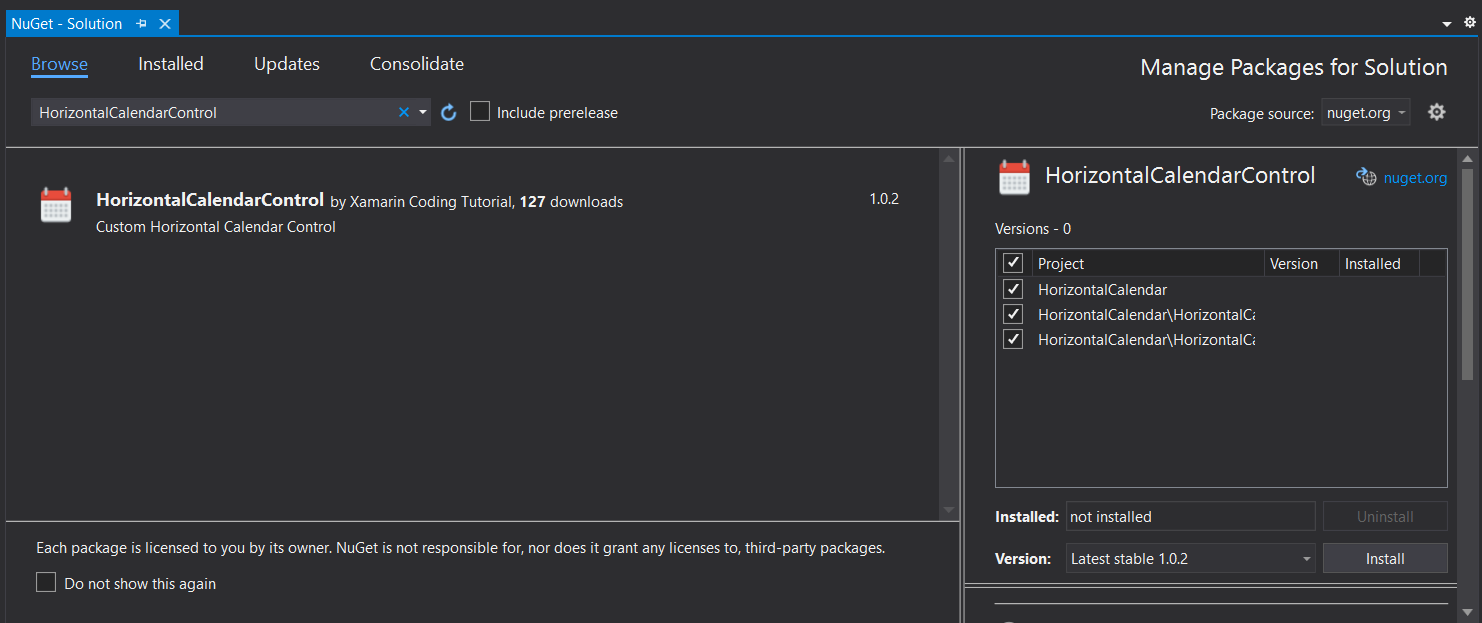 NuGet - Solution
Browse Installed Updates Consolidate
Manage Packages for Solution
HorizontalCalendarControl
Include prerelease
Package source: nuget.org
HorizontalCalendarControl by Xamarin Coding Tutorial, 127 downloads 1.0.2
Custom Horizontal Calendar Control
Each package is licensed to you by its owner. NuGet is not responsible for, nor does it grant any licenses to, third-party packages.
Do not show this again
HorizontalCalendarControl nuget.org
Versions - 0
Project Version Installed
HorizontalCalendar
HorizontalCalendar\HorizontalCa
HorizontalCalendar\HorizontalCa
Installed: not installed Uninstall
Version: Latest stable 1.0.2 Install